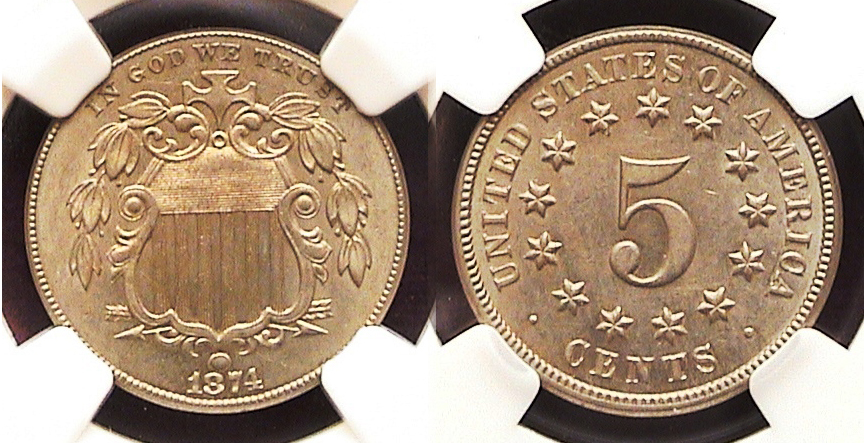 IN GOD WE TRUST
1874
UNITED STATES OF AMERICA
5
CENTS